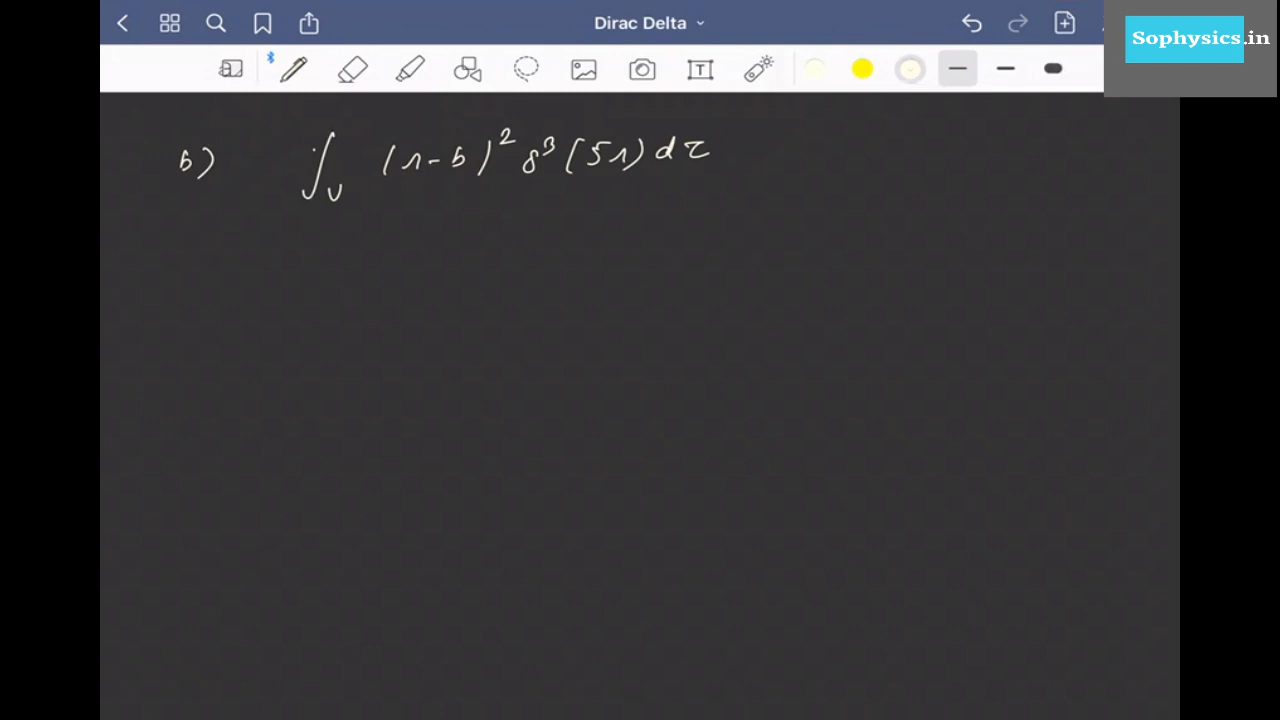 Dirac Delta
Sophysics.in
T
b) ∫_V (r-b)² δ³(5r) dτ